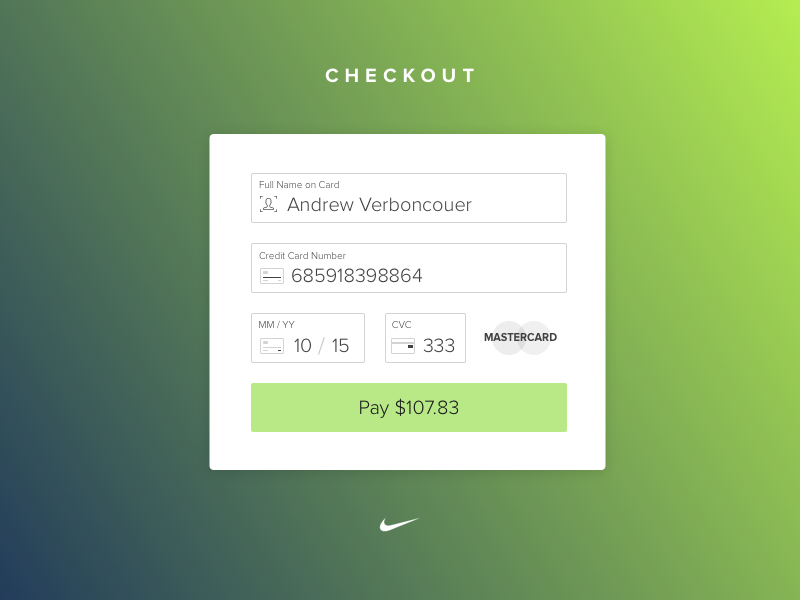 CHECKOUT
Full Name on Card
Andrew Verboncouer
Credit Card Number
685918398864
MM / YY
10 / 15
CVC
333
MASTERCARD
Pay $107.83